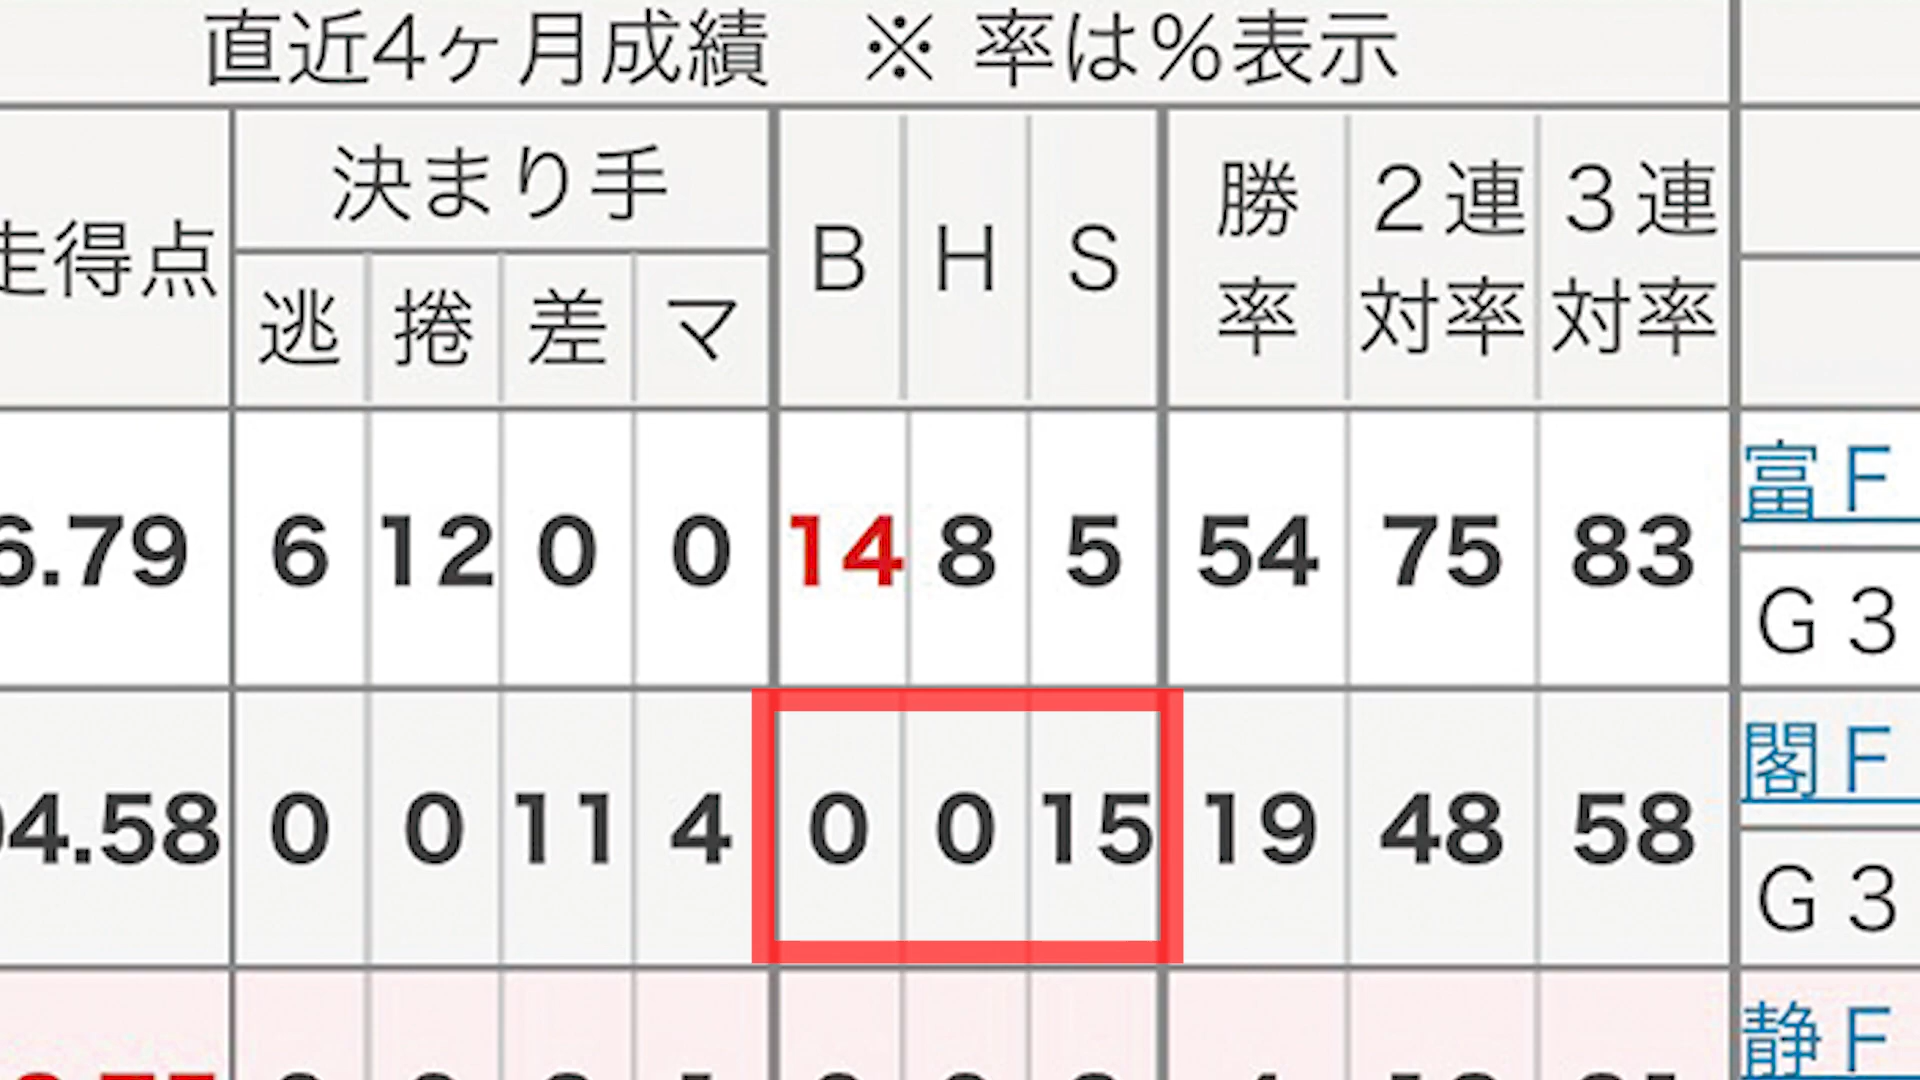 直近4ヶ月成績 ※ 率は%表示
走得点 決まり手 B H S 勝率 2連対率 3連対率
逃 捲 差 マ
6.79 6 12 0 0 14 8 5 54 75 83 富F
G3
04.58 0 0 11 4 0 0 15 19 48 58 閣F
G3
静F